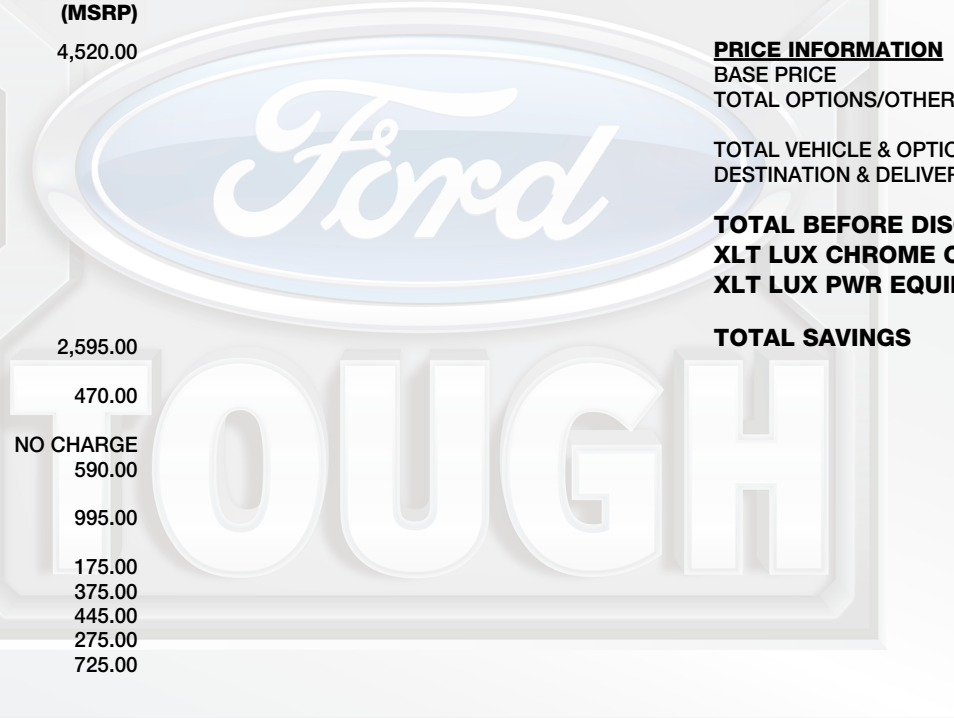 (MSRP)
4,520.00
2,595.00
470.00
NO CHARGE
590.00
995.00
175.00
375.00
445.00
275.00
725.00
PRICE INFORMATION
BASE PRICE
TOTAL OPTIONS/OTHER
TOTAL VEHICLE & OPTIO
DESTINATION & DELIVER
TOTAL BEFORE DIS
XLT LUX CHROME
XLT LUX PWR EQUI
TOTAL SAVINGS
Ford
TOUGH